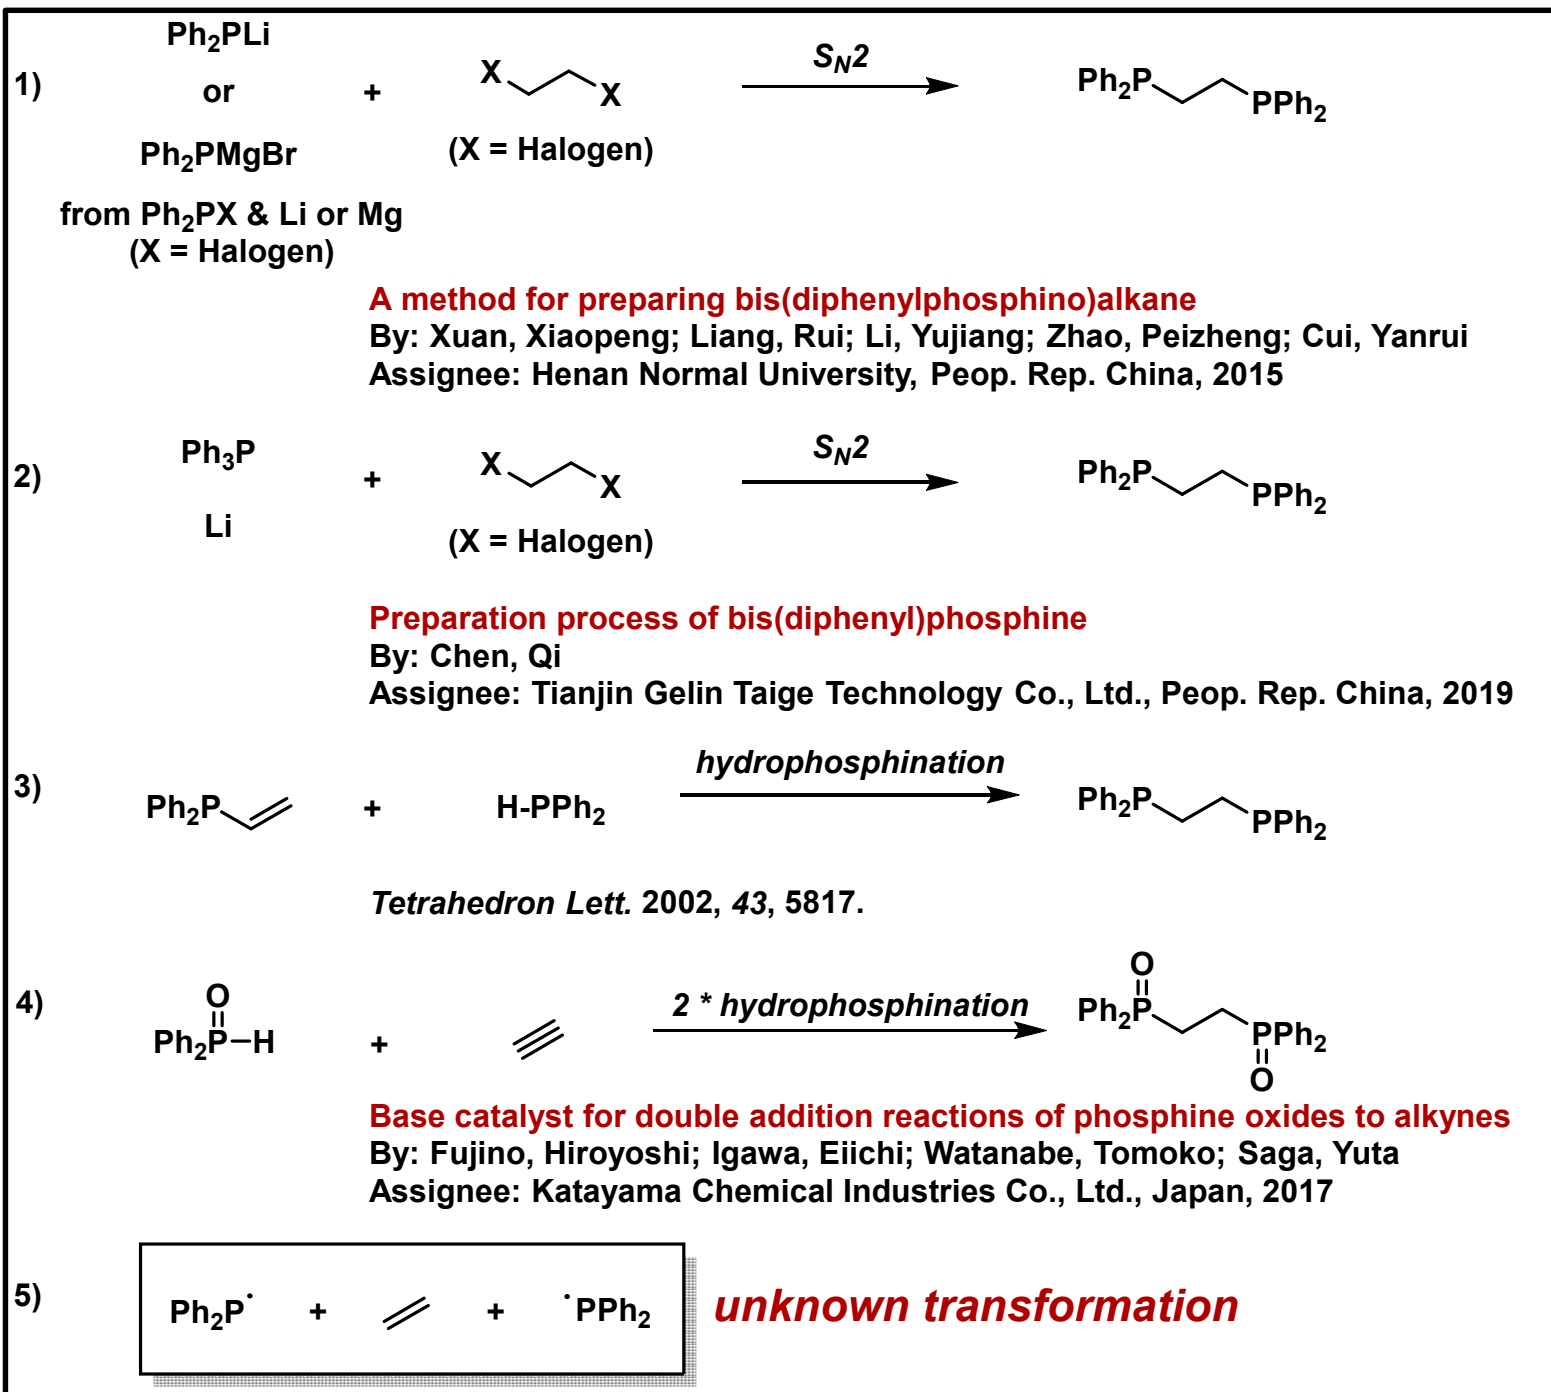 1)
Ph2PLi
or
Ph2PMgBr
from Ph2PX & Li or Mg
(X = Halogen)
+
X
X
(X = Halogen)
SN2
Ph2P
PPh2
A method for preparing bis(diphenylphosphino)alkane
By: Xuan, Xiaopeng; Liang, Rui; Li, Yujiang; Zhao, Peizheng; Cui, Yanrui
Assignee: Henan Normal University, Peop. Rep. China, 2015
2)
Ph3P
Li
+
X
X
(X = Halogen)
SN2
Ph2P
PPh2
Preparation process of bis(diphenyl)phosphine
By: Chen, Qi
Assignee: Tianjin Gelin Taige Technology Co., Ltd., Peop. Rep. China, 2019
3)
Ph2P
+
H-PPh2
hydrophosphination
Ph2P
PPh2
Tetrahedron Lett. 2002, 43, 5817.
4)
O
Ph2P-H
+
2 * hydrophosphination
O
Ph2P
PPh2
O
Base catalyst for double addition reactions of phosphine oxides to alkynes
By: Fujino, Hiroyoshi; Igawa, Eiichi; Watanabe, Tomoko; Saga, Yuta
Assignee: Katayama Chemical Industries Co., Ltd., Japan, 2017
5)
Ph2P· + + ·PPh2
unknown transformation